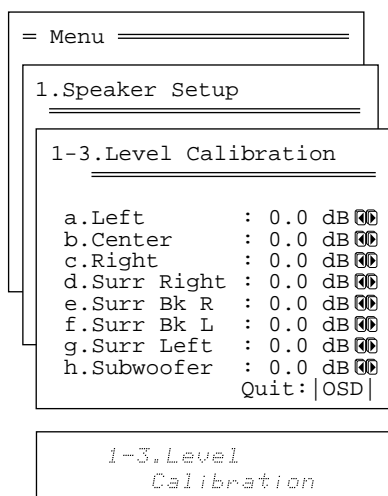 = Menu
1.Speaker Setup
1-3.Level Calibration
a.Left : 0.0 dB
b.Center : 0.0 dB
c.Right : 0.0 dB
d.Surr Right : 0.0 dB
e.Surr Bk R : 0.0 dB
f.Surr Bk L : 0.0 dB
g.Surr Left : 0.0 dB
h.Subwoofer : 0.0 dB
Quit:|OSD|
1-3.Level
Calibration